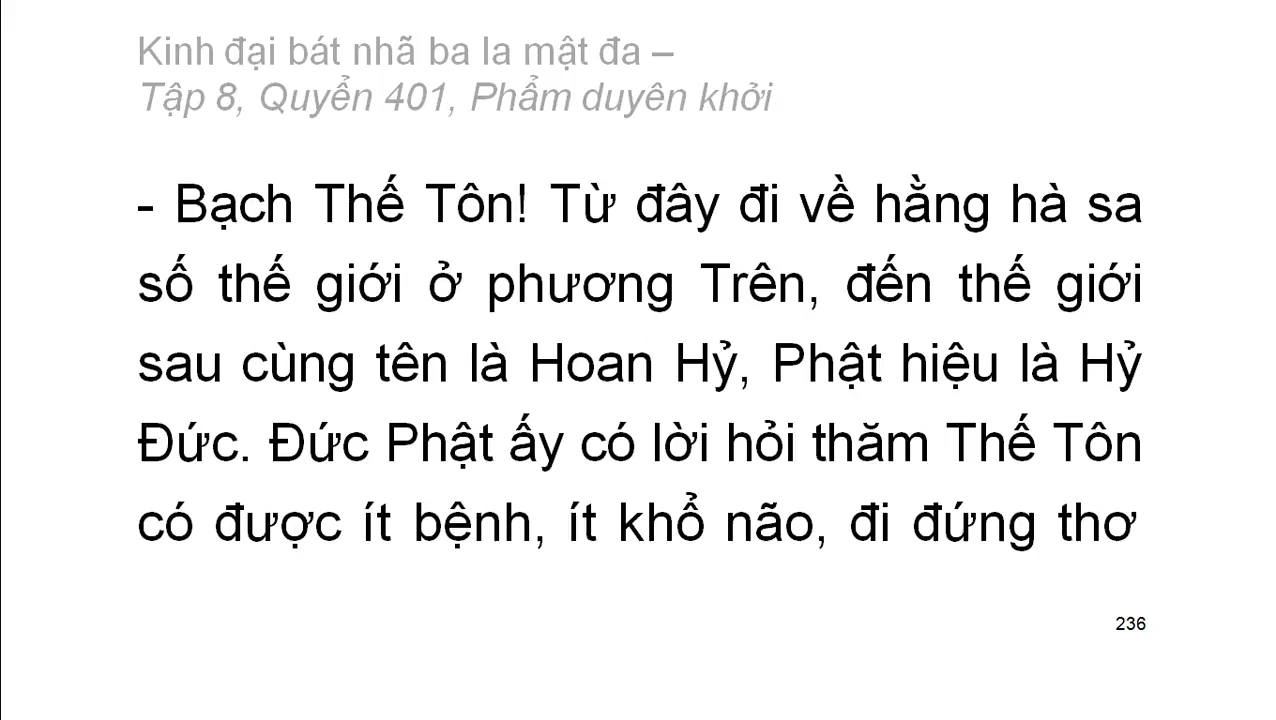 Kinh đại bát nhã ba la mật đa –
Tập 8, Quyển 401, Phẩm duyên khởi
- Bạch Thế Tôn! Từ đây đi về hằng hà sa
số thế giới ở phương Trên, đến thế giới
sau cùng tên là Hoan Hỷ, Phật hiệu là Hỷ
Đức. Đức Phật ấy có lời hỏi thăm Thế Tôn
có được ít bệnh, ít khổ não, đi đứng thơ
236